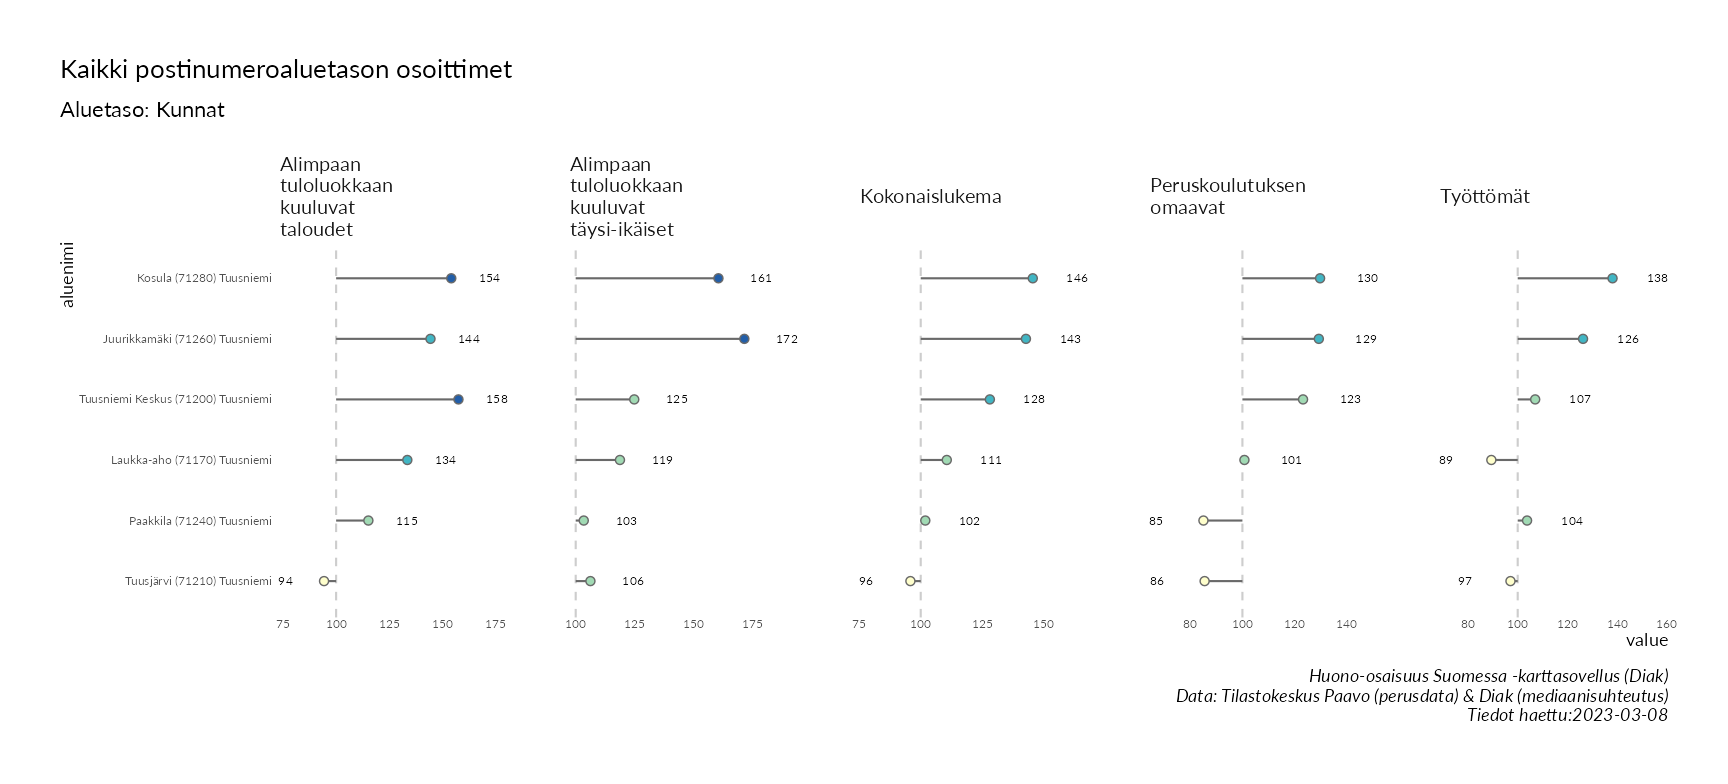 Kaikki postinumeroaluetason osoittimet
Aluetaso: Kunnat
Alimpaan
tuloluokkaan
kuuluvat
taloudet
Alimpaan
tuloluokkaan
kuuluvat
täysi-ikäiset
Kokonaislukema
Peruskoulutuksen
omaavat
Työttömät
aluenimi
Kosula (71280) Tuusniemi 154 161 146 130 138
Juurikkamäki (71260) Tuusniemi 144 172 143 129 126
Tuusniemi Keskus (71200) Tuusniemi 158 125 128 123 107
Laukka-aho (71170) Tuusniemi 134 119 111 101 89
Paakkila (71240) Tuusniemi 115 103 102 85 104
Tuusjärvi (71210) Tuusniemi 94 106 96 86 97
75 100 125 150 175 100 125 150 175 75 100 125 150 80 100 120 140 80 100 120 140 160
value
Huono-osaisuus Suomessa -karttasovellus (Diak)
Data: Tilastokeskus Paavo (perusdata) & Diak (mediaanisuhteutus)
Tiedot haettu:2023-03-08